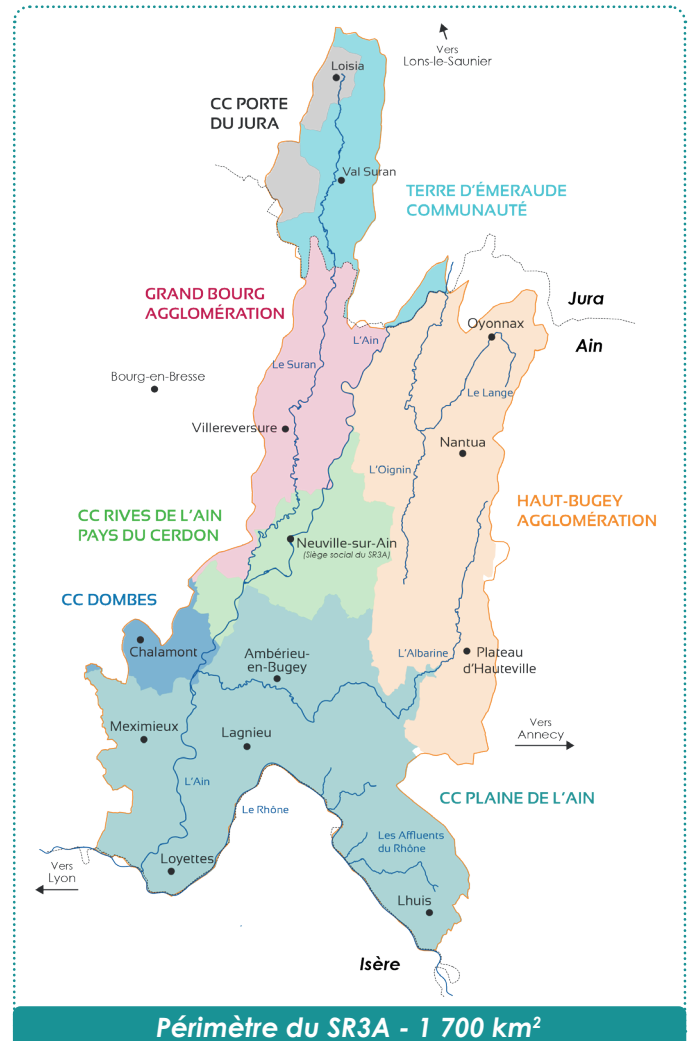 Vers
Lons-le-Saunier
Loisia
CC PORTE
DU JURA
Val Suran
TERRE D'ÉMERAUDE
COMMUNAUTÉ
GRAND BOURG
AGGLOMÉRATION
Jura
Oyonnax
L'Ain
Ain
Le Suran
Bourg-en-Bresse
Le Lange
Villereversure
Nantua
L'Oignin
HAUT-BUGEY
AGGLOMÉRATION
CC RIVES DE L'AIN
PAYS DU CERDON
Neuville-sur-Ain
(Siège social du SR3A)
CC DOMBES
Chalamont
Ambérieu-
en-Bugey
L'Albarine
Plateau
d'Hauteville
Meximieux
Lagnieu
Vers
Annecy
L'Ain
CC PLAINE DE L'AIN
Le Rhône
Les Affluents
du Rhône
Loyettes
Vers
Lyon
Lhuis
Isère
Périmètre du SR3A - 1 700 km²